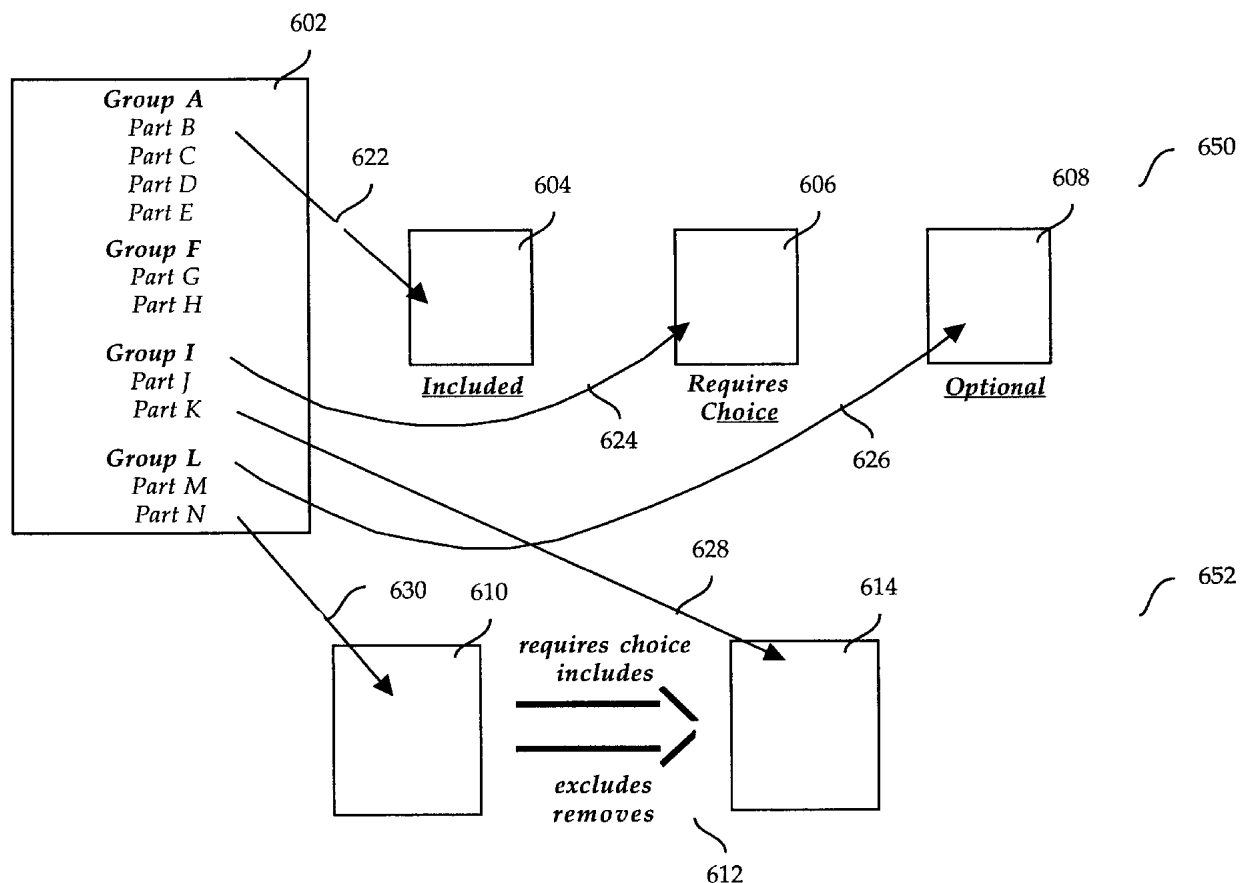 602
Group A
Part B
Part C
Part D
Part E
Group F
Part G
Part H
Group I
Part J
Part K
Group L
Part M
Part N
622
604
606
608
650
Included
Requires
Choice
Optional
624
626
628
630
610
614
652
requires choice
includes
excludes
removes
612